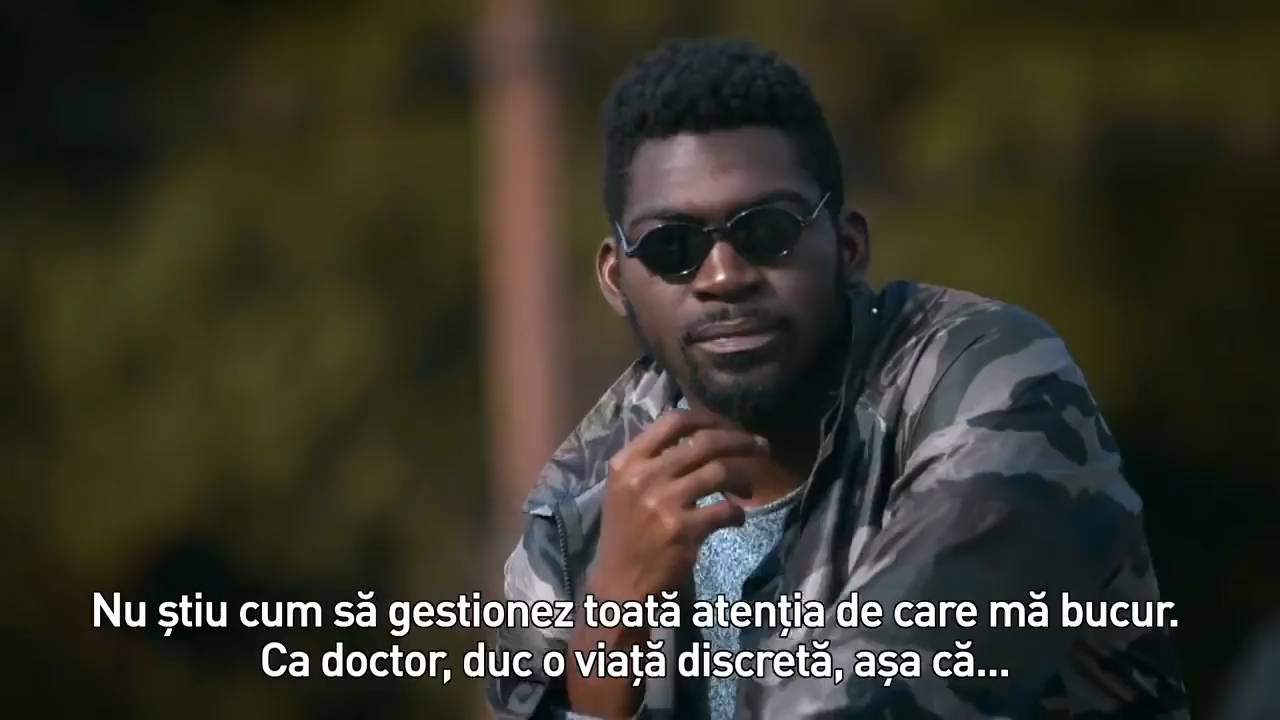 Nu știu cum să gestionez toată atenția de care mă bucur.
Ca doctor, duc o viață discretă, așa că...